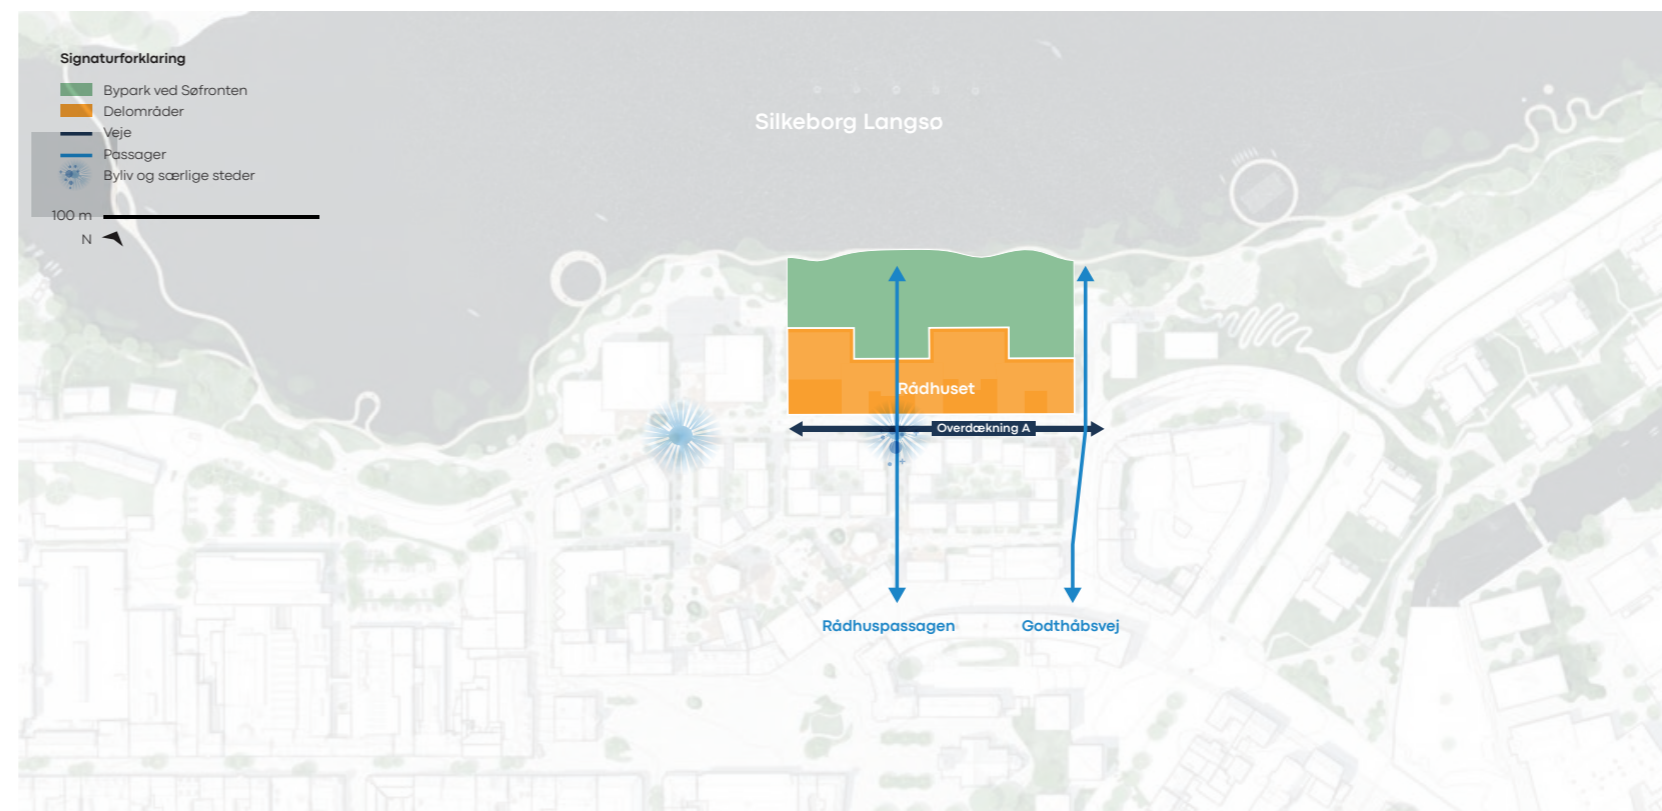 Signaturforklaring
Bypark ved Søfronten
Delområder
Veje
Passager
Byliv og særlige steder
100 m
N
Silkeborg Langsø
Rådhuset
Overdækning A
Rådhuspassagen
Godthåbsvej